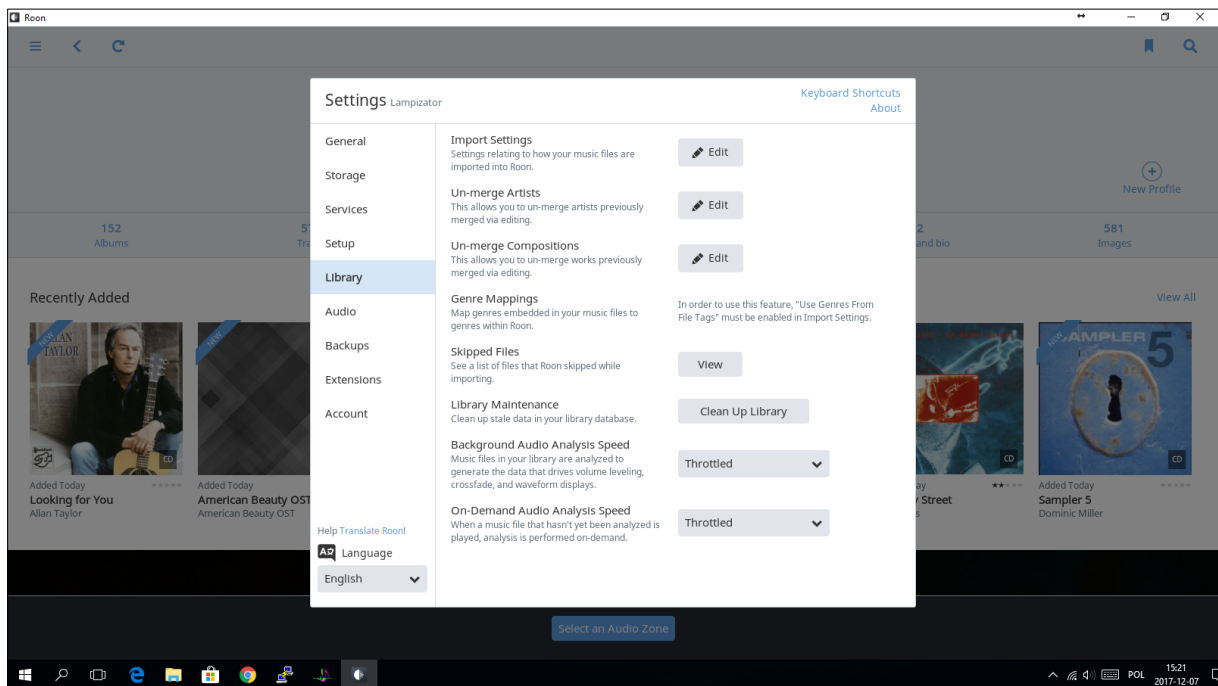 Roon
Settings Lampizator
Keyboard Shortcuts
About
General
Storage
Services
Setup
Library
Audio
Backups
Extensions
Account
Help Translate Roon!
Language
English
Import Settings
Settings relating to how your music files are
imported into Roon.
Edit
Un-merge Artists
This allows you to un-merge artists previously
merged via editing.
Edit
Un-merge Compositions
This allows you to un-merge works previously
merged via editing.
Edit
Genre Mappings
Map genres embedded in your music files to
genres within Roon.
In order to use this feature, "Use Genres From
File Tags" must be enabled in Import Settings.
Skipped Files
See a list of files that Roon skipped while
importing.
View
Library Maintenance
Clean up stale data in your library database.
Clean Up Library
Background Audio Analysis Speed
Music files in your library are analyzed to
generate the data that drives volume leveling,
crossfade, and waveform displays.
Throttled
On-Demand Audio Analysis Speed
When a music file that hasn't yet been analyzed is
played, analysis is performed on-demand.
Throttled
New Profile
152
Albums
2
and bio
581
Images
Recently Added
View All
NEW
TAYLOR
CD
Added Today
Looking for You
Allan Taylor
NEW
Added Today
American Beauty OST
American Beauty OST
CD
Street
NEW
SAMPLER 5
CD
Added Today
Sampler 5
Dominic Miller
Select an Audio Zone
POL
15:21
2017-12-07